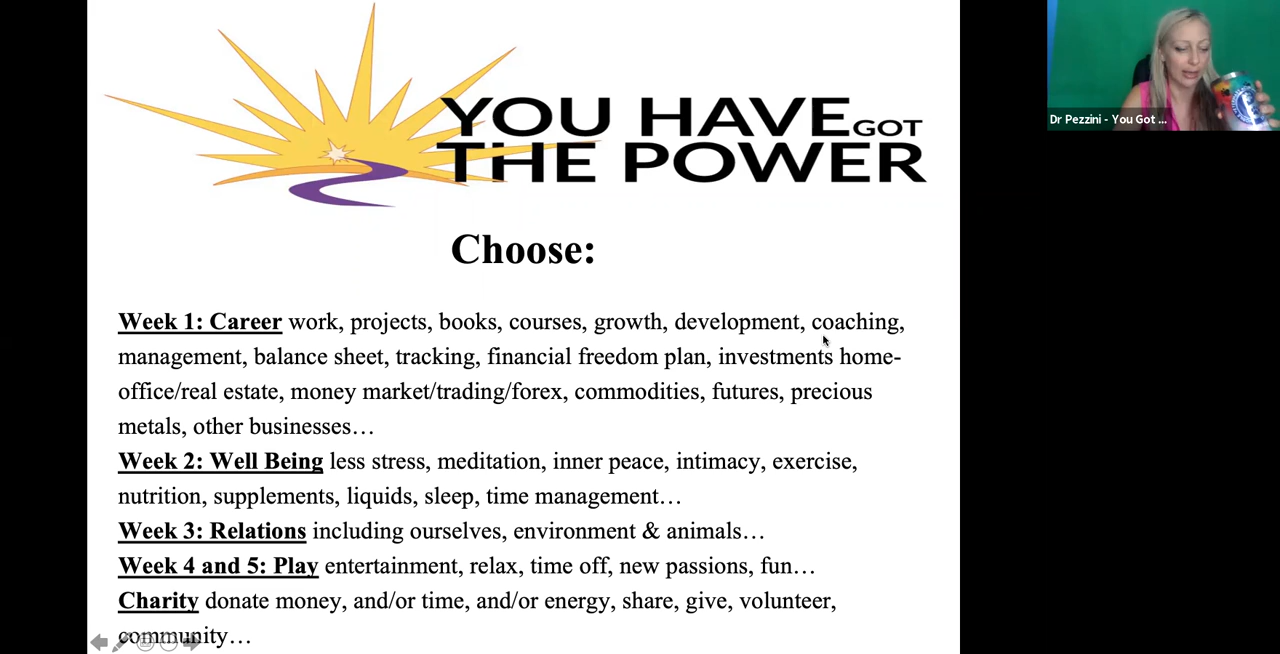 YOU HAVE GOT
THE POWER
Dr Pezzini - You Got ...
Choose:
Week 1: Career work, projects, books, courses, growth, development, coaching,
management, balance sheet, tracking, financial freedom plan, investments home-
office/real estate, money market/trading/forex, commodities, futures, precious
metals, other businesses…
Week 2: Well Being less stress, meditation, inner peace, intimacy, exercise,
nutrition, supplements, liquids, sleep, time management…
Week 3: Relations including ourselves, environment & animals…
Week 4 and 5: Play entertainment, relax, time off, new passions, fun…
Charity donate money, and/or time, and/or energy, share, give, volunteer,
community…